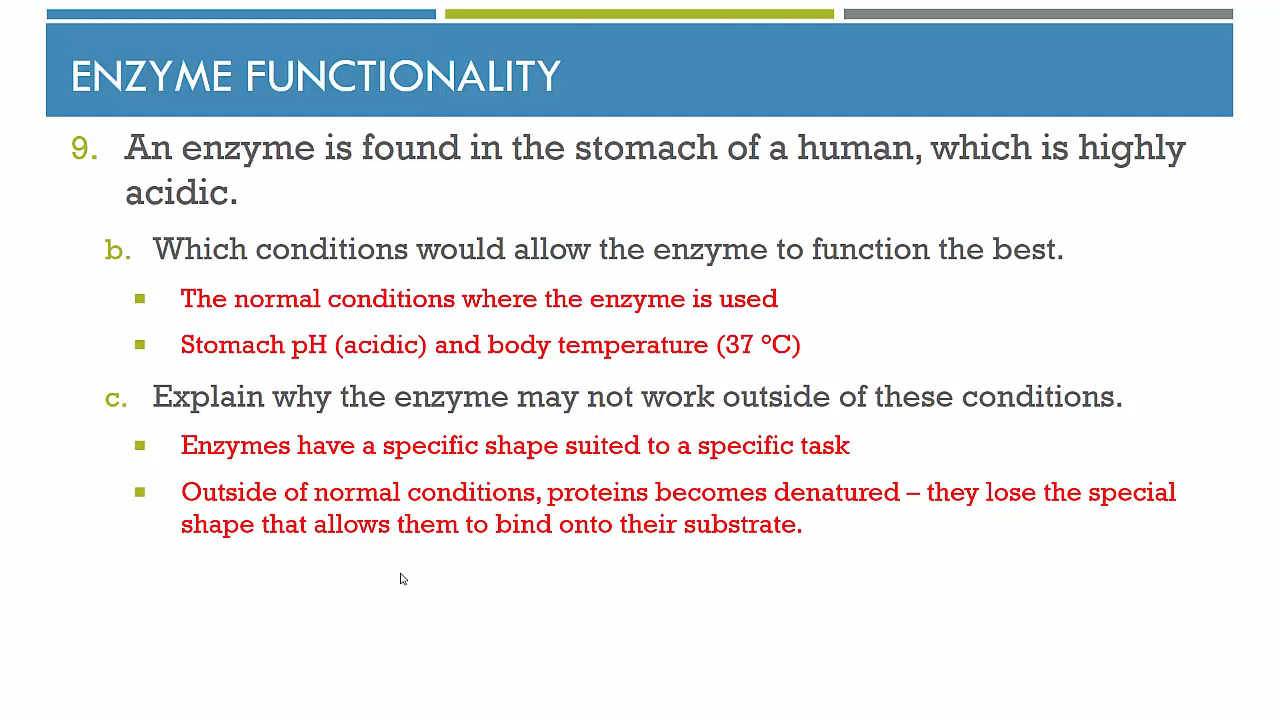 ENZYME FUNCTIONALITY
9. An enzyme is found in the stomach of a human, which is highly
acidic.
b. Which conditions would allow the enzyme to function the best.
▪ The normal conditions where the enzyme is used
▪ Stomach pH (acidic) and body temperature (37 °C)
c. Explain why the enzyme may not work outside of these conditions.
▪ Enzymes have a specific shape suited to a specific task
▪ Outside of normal conditions, proteins becomes denatured – they lose the special
shape that allows them to bind onto their substrate.